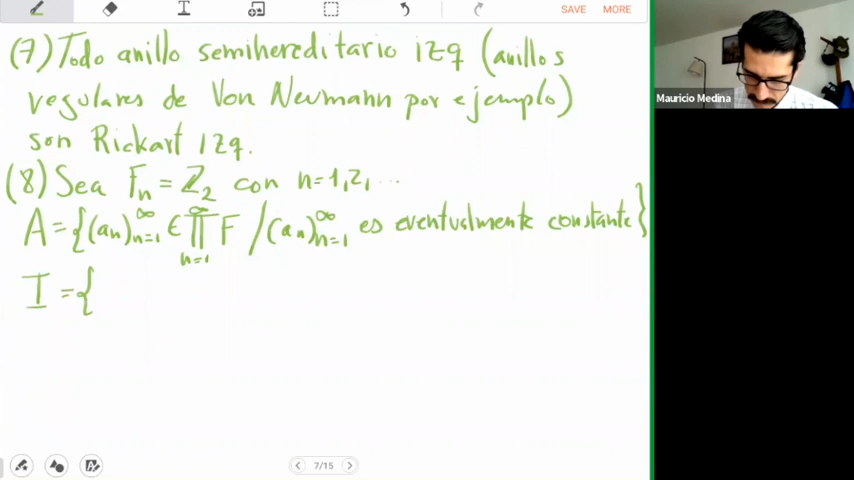 SAVE MORE
(7) Todo anillo semihereditario izq (anillos
regulares de Von Newmann por ejemplo)
son Rickart izq.
(8) Sea Fₙ = ℤ₂ con n=1,2,...
A={(aₙ)ₙ₌₁^∞ ∈ ∏ₙ₌₁^∞ F / (aₙ)ₙ₌₁^∞ es eventualmente constante}
I={
7/15
Mauricio Medina